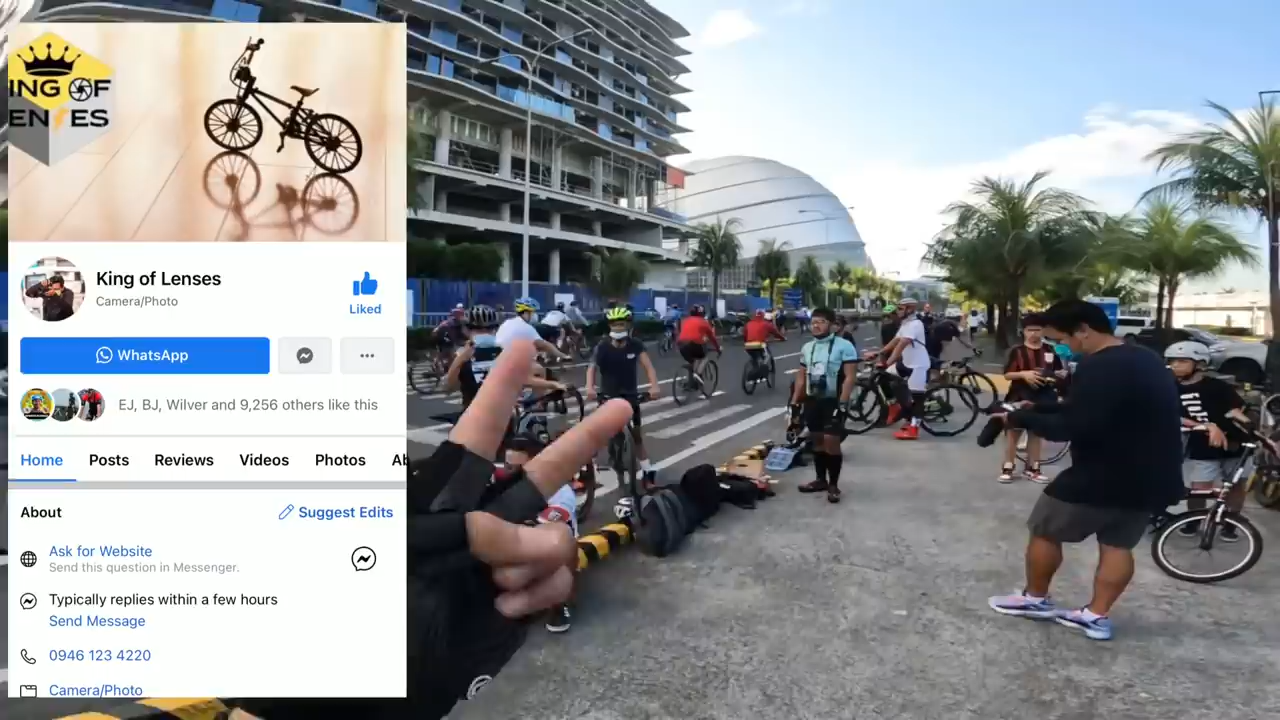 ING OF
ENSES
King of Lenses
Camera/Photo
Liked
WhatsApp
EJ, BJ, Wilver and 9,256 others like this
Home
Posts
Reviews
Videos
Photos
Ab
About
Suggest Edits
Ask for Website
Send this question in Messenger.
Typically replies within a few hours
Send Message
0946 123 4220
Camera/Photo